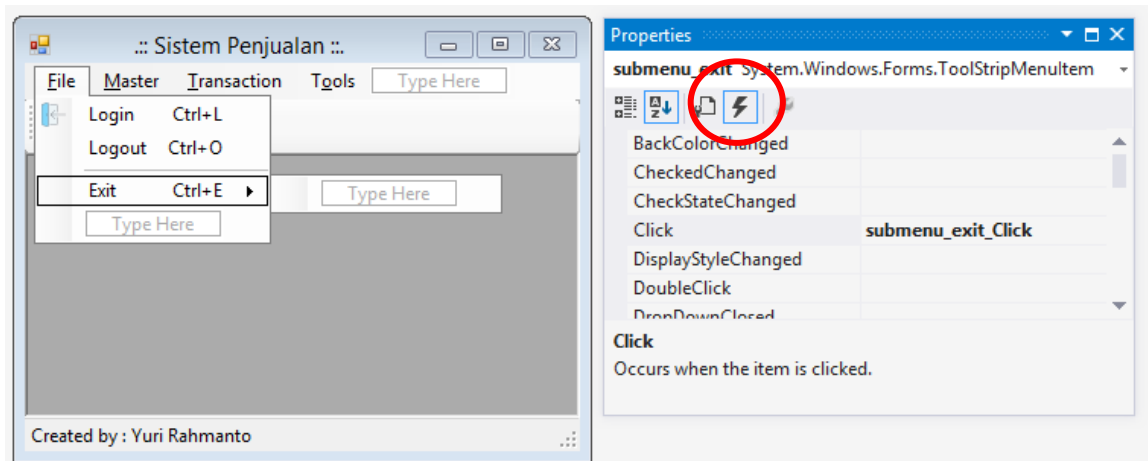 .:: Sistem Penjualan ::.
File Master Transaction Tools Type Here
Login Ctrl+L
Logout Ctrl+O
Exit Ctrl+E Type Here
Type Here
Created by : Yuri Rahmanto
Properties
submenu_exit System.Windows.Forms.ToolStripMenuItem
BackColorChanged
CheckedChanged
CheckStateChanged
Click submenu_exit_Click
DisplayStyleChanged
DoubleClick
DropDownClosed
Click
Occurs when the item is clicked.